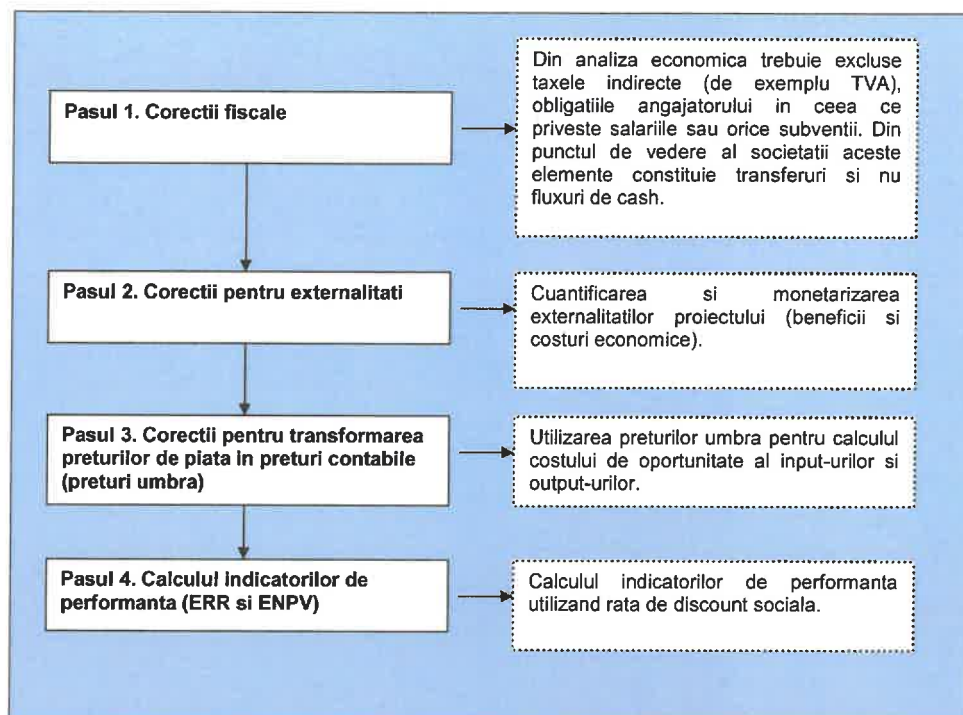 Pasul 1. Corectii fiscale
Din analiza economica trebuie excluse
taxele indirecte (de exemplu TVA),
obligatiile angajatorului in ceea ce
priveste salariile sau orice subventii. Din
punctul de vedere al societatii aceste
elemente constituie transferuri si nu
fluxuri de cash.
Pasul 2. Corectii pentru externalitati
Cuantificarea si monetarizarea
externalitatilor proiectului (beneficii si
costuri economice).
Pasul 3. Corectii pentru transformarea
preturilor de piata in preturi contabile
(preturi umbra)
Utilizarea preturilor umbra pentru calculul
costului de oportunitate al input-urilor si
output-urilor.
Pasul 4. Calculul indicatorilor de
performanta (ERR si ENPV)
Calculul indicatorilor de performanta
utilizand rata de discount sociala.